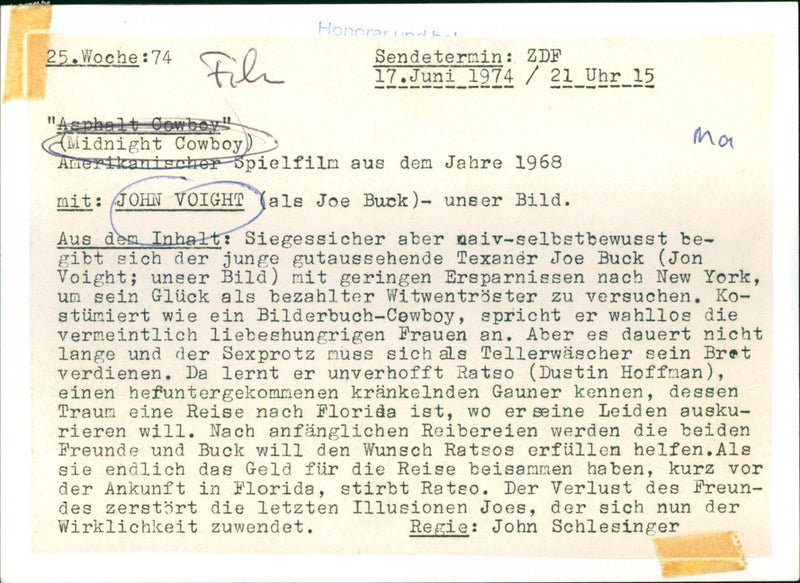 25.Woche:74
Film
Sendetermin: ZDF
17.Juni 1974 / 21 Uhr 15
"Asphalt Cowboy"
(Midnight Cowboy)
Ma
Amerikanischer Spielfilm aus dem Jahre 1968
mit: JOHN VOIGHT (als Joe Buck)- unser Bild.
Aus dem Inhalt: Siegessicher aber naiv-selbstbewusst be-
gibt sich der junge gutaussehende Texaner Joe Buck (Jon
Voight; unser Bild) mit geringen Ersparnissen nach New York,
um sein Glück als bezahlter Witwentröster zu versuchen. Ko-
stümiert wie ein Bilderbuch-Cowboy, spricht er wahllos die
vermeintlich liebeshungrigen Frauen an. Aber es dauert nicht
lange und der Sexprotz muss sich als Tellerwäscher sein Brot
verdienen. Da lernt er unverhofft Ratso (Dustin Hoffman),
einen heruntergekommenen kränkelnden Gauner kennen, dessen
Traum eine Reise nach Florida ist, wo er seine Leidenausku-
rieren will. Nach anfänglichen Reibereien werden die beiden
Freunde und Buck will den Wunsch Ratsos erfüllen helfen.Als
sie endlich das Geld für die Reise beisammen haben, kurz vor
der Ankunft in Florida, stirbt Ratso. Der Verlust des Freun-
des zerstört die letzten Illusionen Joes, der sich nun der
Wirklichkeit zuwendet. Regie: John Schlesinger